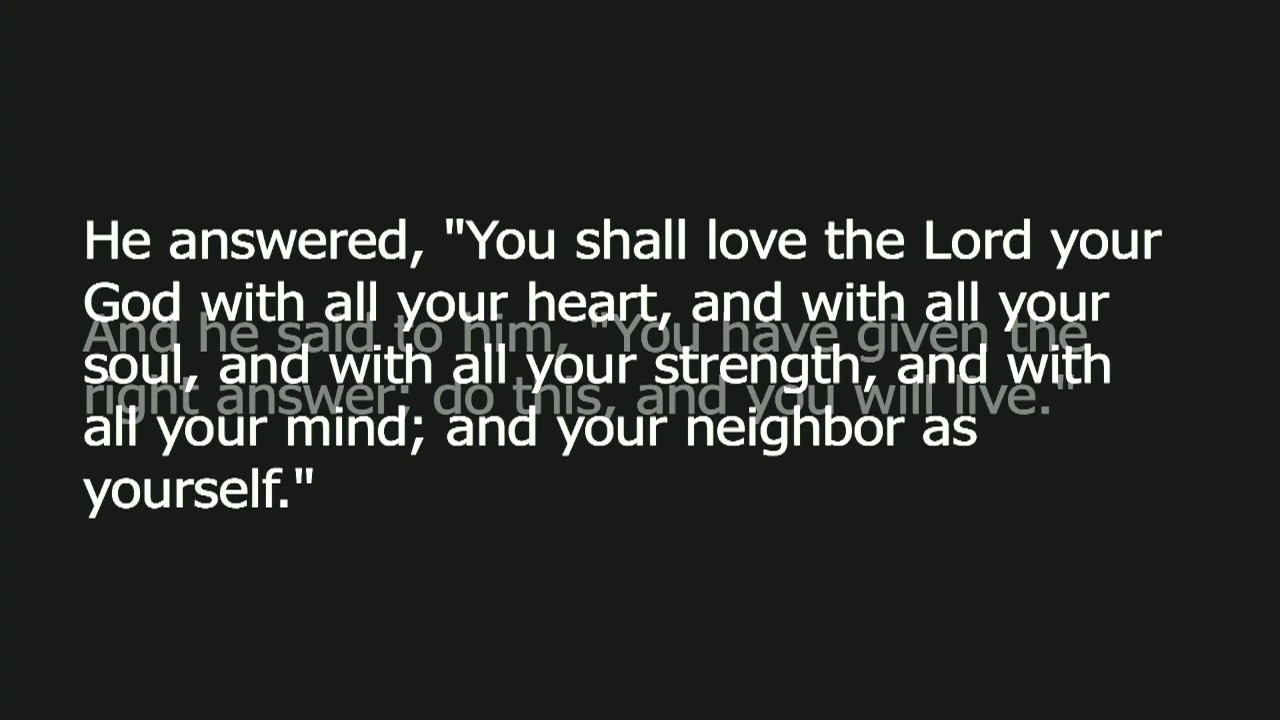 He answered, "You shall love the Lord your
God with all your heart, and with all your
And he said to him, "You have given the
soul, and with all your strength, and with
right answer; do this, and you will live."
all your mind; and your neighbor as
yourself."